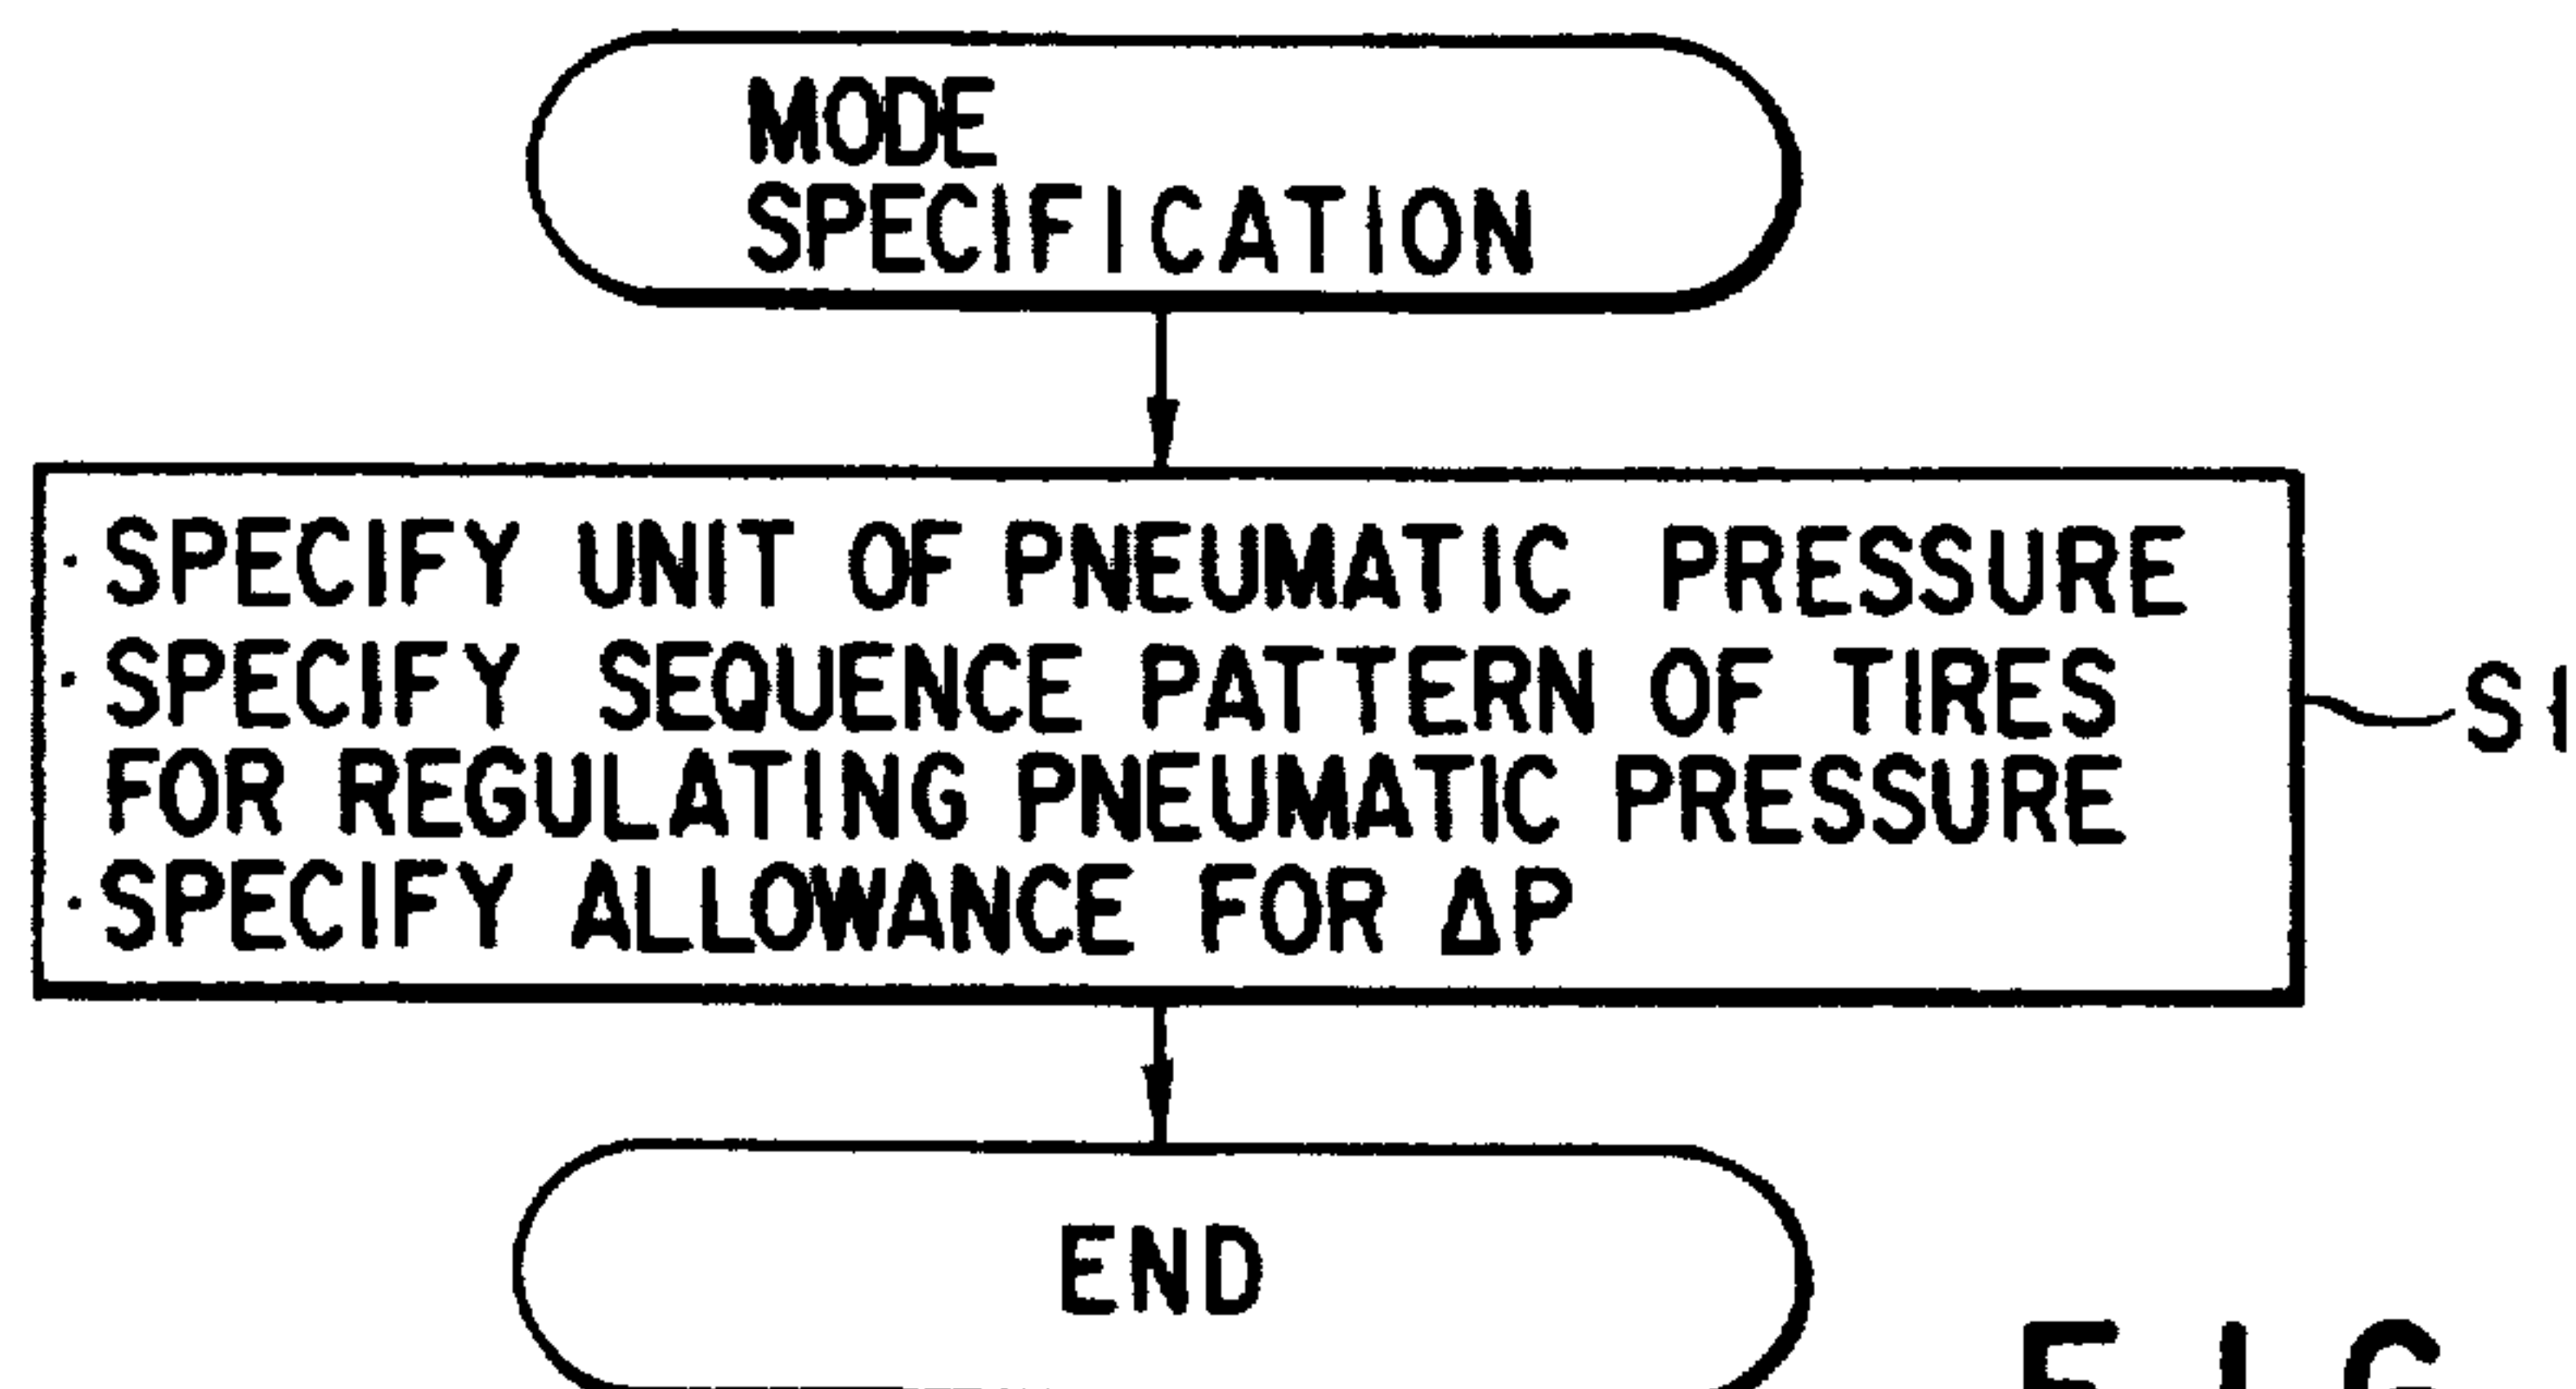 MODE
SPECIFICATION
· SPECIFY UNIT OF PNEUMATIC PRESSURE
· SPECIFY SEQUENCE PATTERN OF TIRES
FOR REGULATING PNEUMATIC PRESSURE
· SPECIFY ALLOWANCE FOR ΔP
S1
END